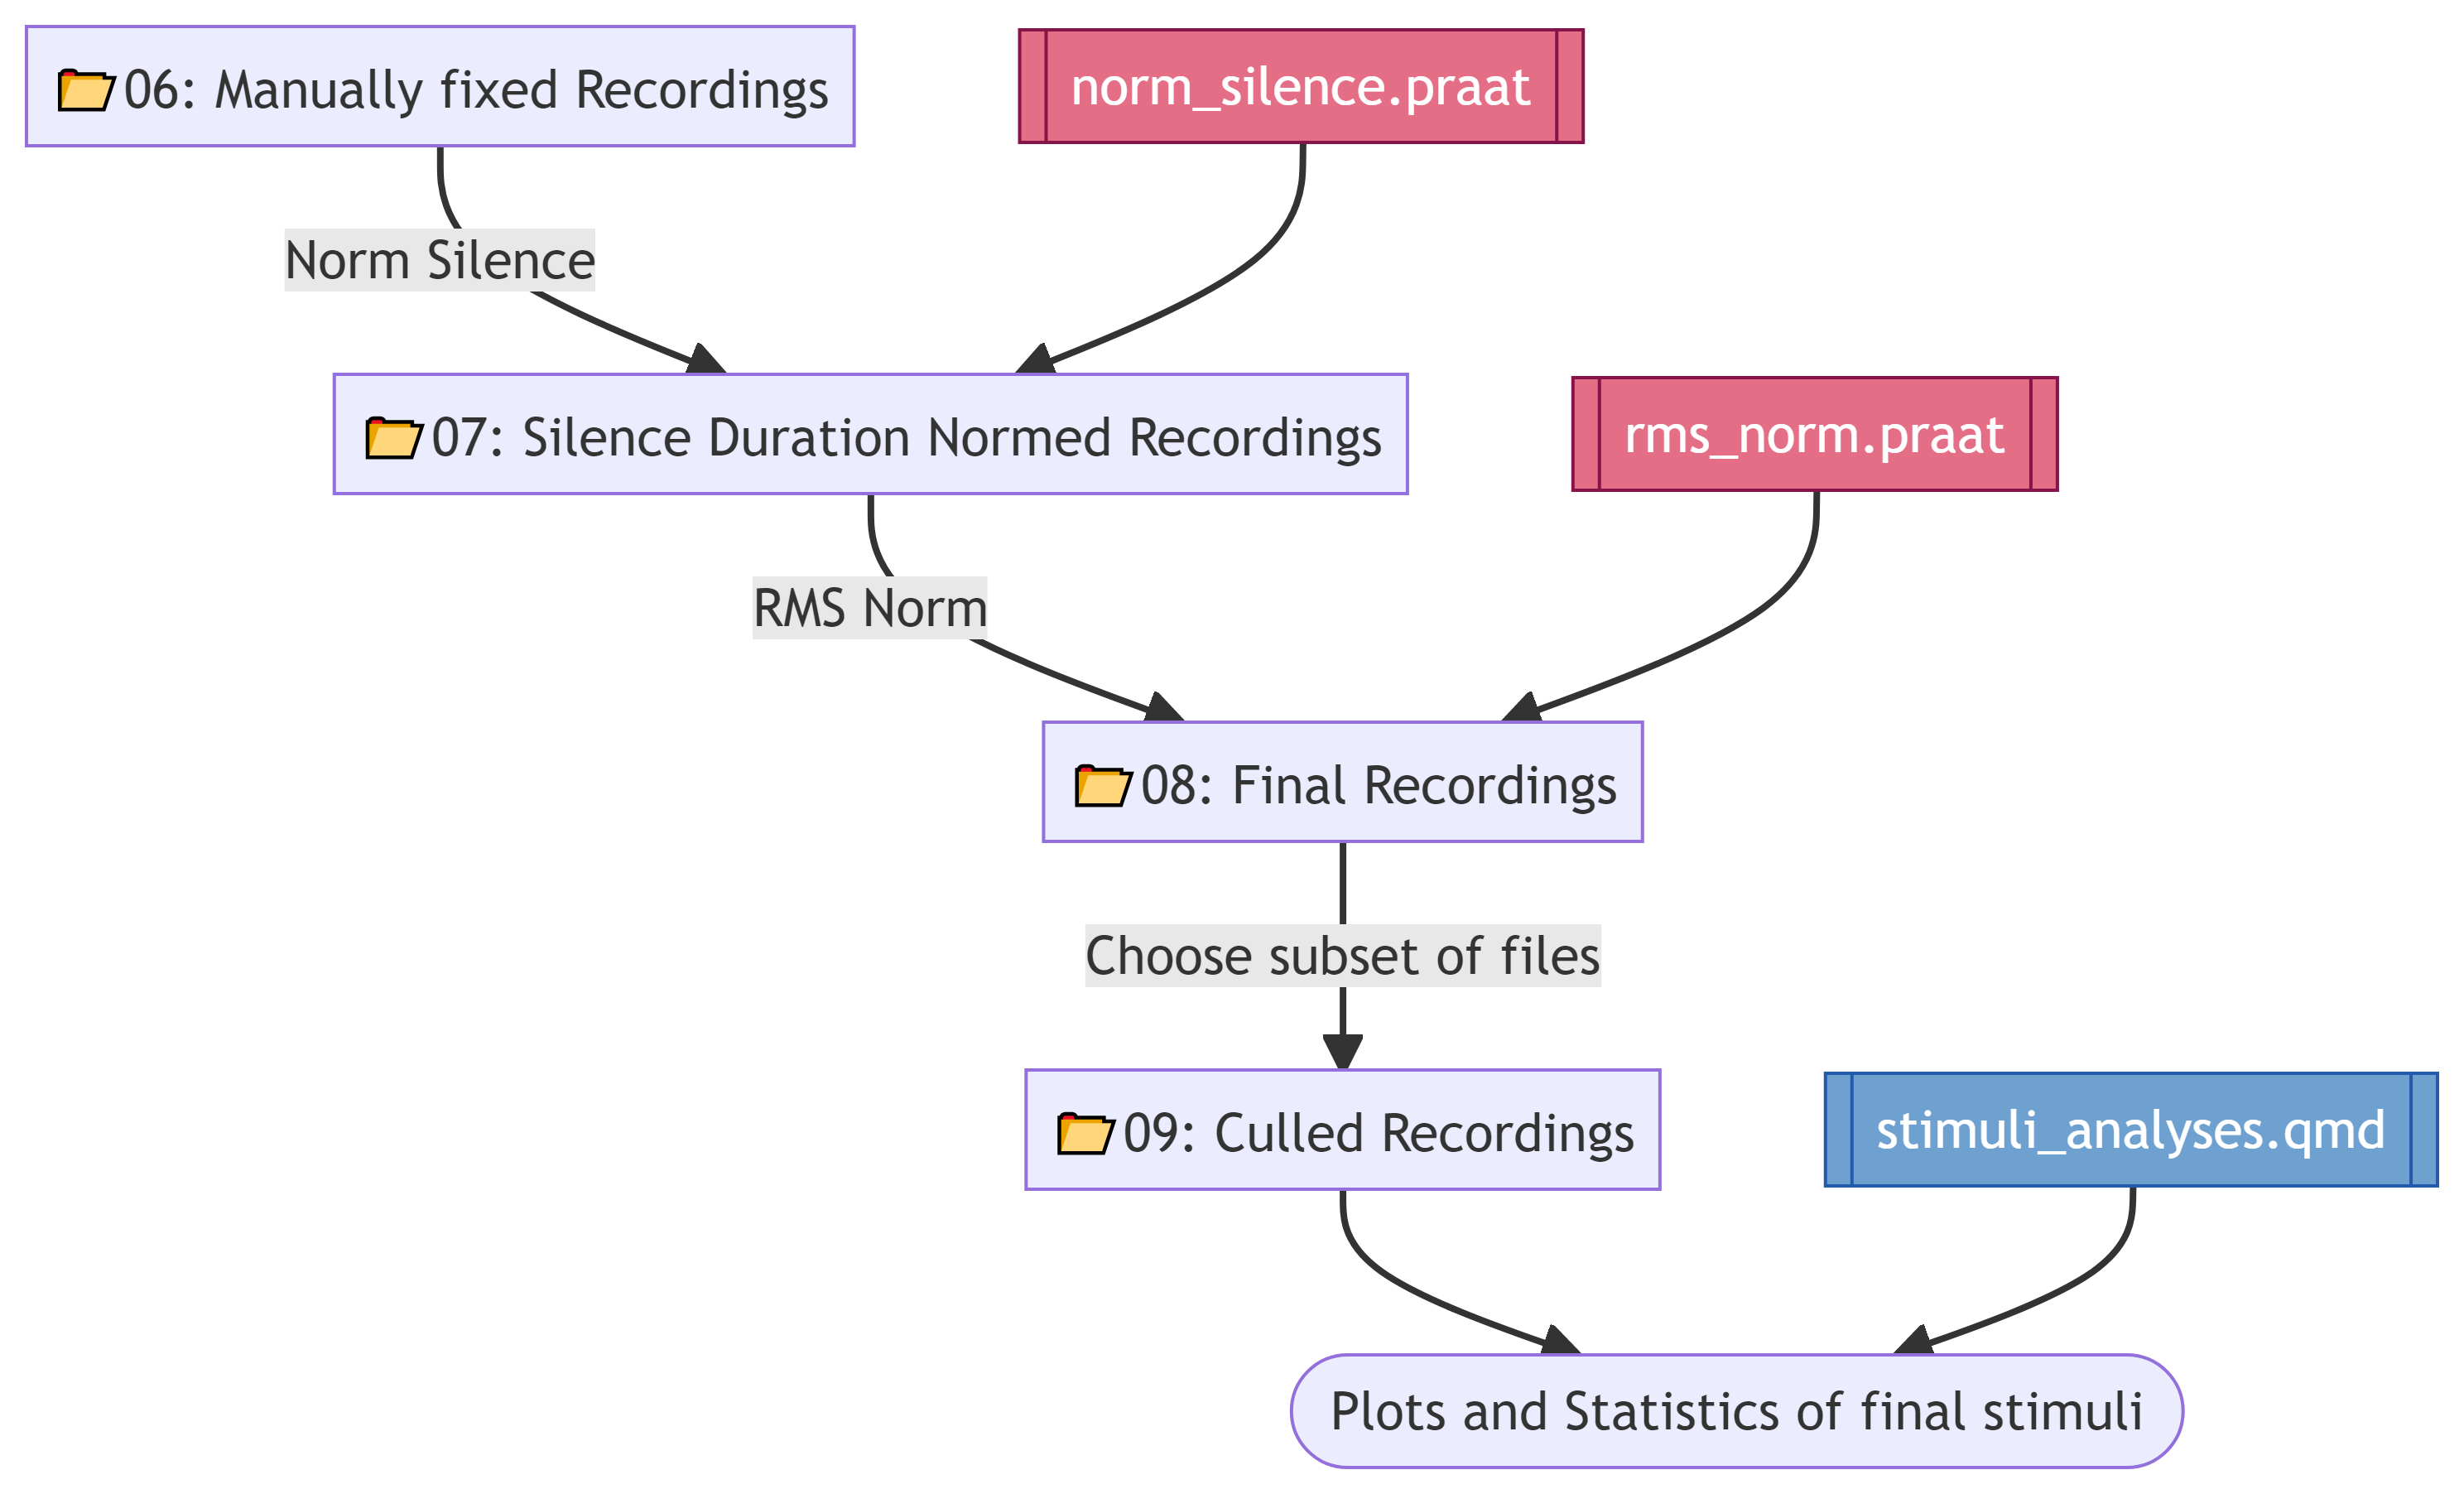 06: Manually fixed Recordings
norm_silence.praat
Norm Silence
07: Silence Duration Normed Recordings
rms_norm.praat
RMS Norm
08: Final Recordings
Choose subset of files
09: Culled Recordings
stimuli_analyses.qmd
Plots and Statistics of final stimuli